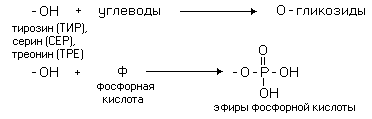 -OH + углеводы → O-гликозиды
тирозин (ТИР),
серин (СЕР),
треонин (ТРЕ)
-OH + ф → -O-P-OH
O
OH
фосфорная
кислота
эфиры фосфорной кислоты